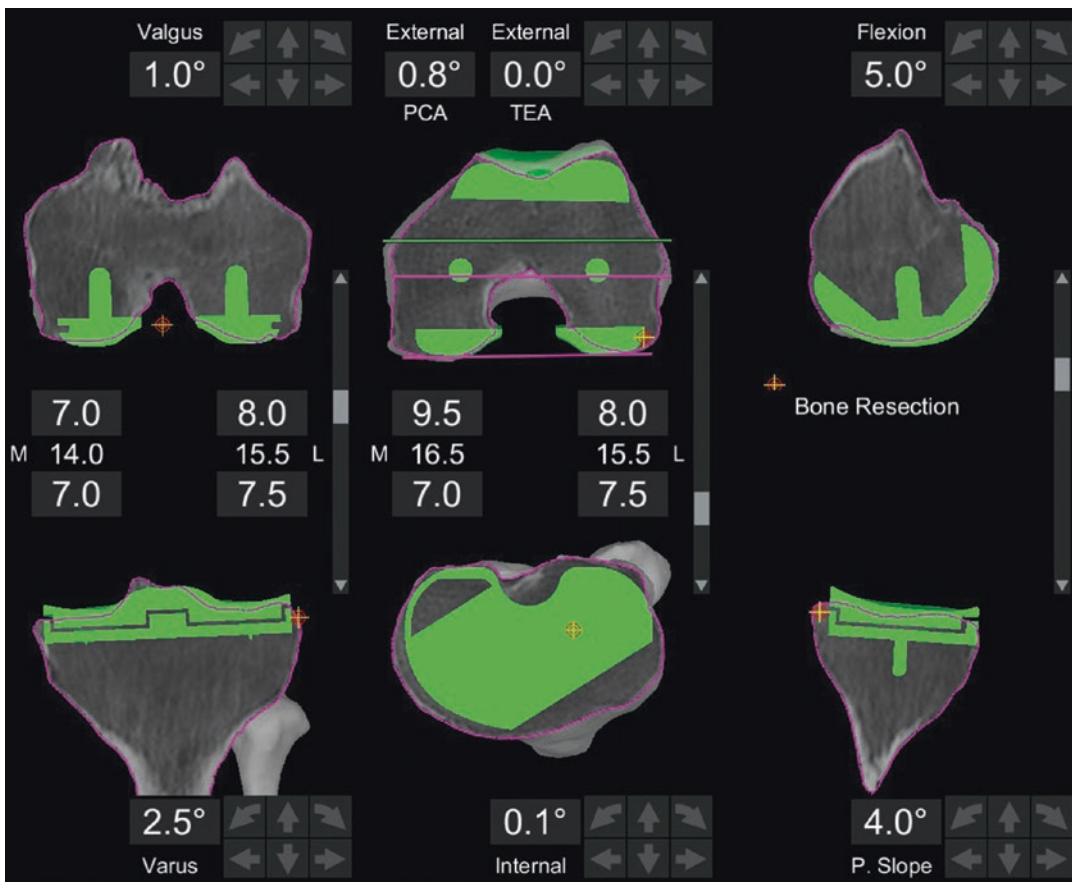 Valgus External External Flexion
1.0° 0.8° 0.0° 5.0°
PCA TEA
Bone Resection
7.0 8.0 9.5 8.0
M 14.0 15.5 L M 16.5 15.5 L
7.0 7.5 7.0 7.5
2.5° 0.1° 4.0°
Varus Internal P. Slope